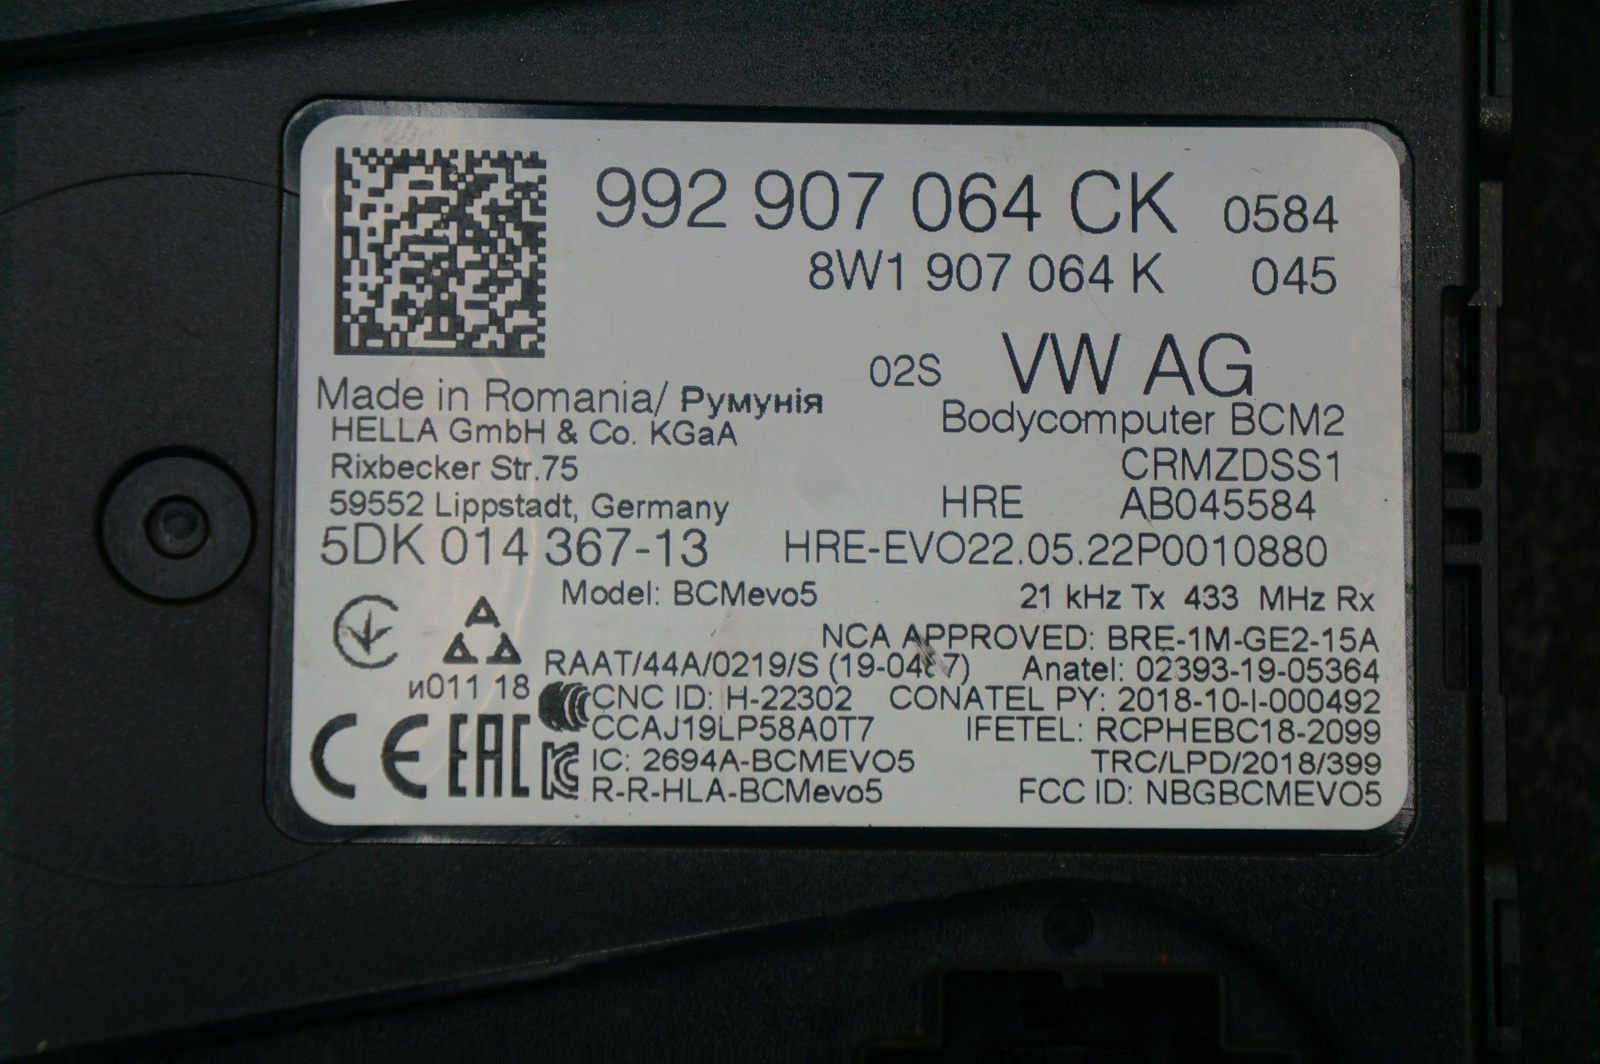 992 907 064 CK 0584
8W1 907 064 K 045
02S VW AG
Made in Romania/ Румунія
Bodycomputer BCM2
HELLA GmbH & Co. KGaA
Rixbecker Str.75
CRMZDSS1
59552 Lippstadt, Germany
HRE AB045584
5DK 014 367-13 HRE-EVO22.05.22P0010880
Model: BCMevo5 21 kHz Tx 433 MHz Rx
NCA APPROVED: BRE-1M-GE2-15A
RAAT/44A/0219/S Anatel: 02393-19-05364
и011 18
CNC ID: H-22302 CONATEL PY: 2018-10-I-000492
CCAJ19LP58A0T7 IFETEL: RCPHEBC18-2099
CE EAC
IC: 2694A-BCMEVO5 TRC/LPD/2018/399
R-R-HLA-BCMevo5 FCC ID: NBGBCMEVO5